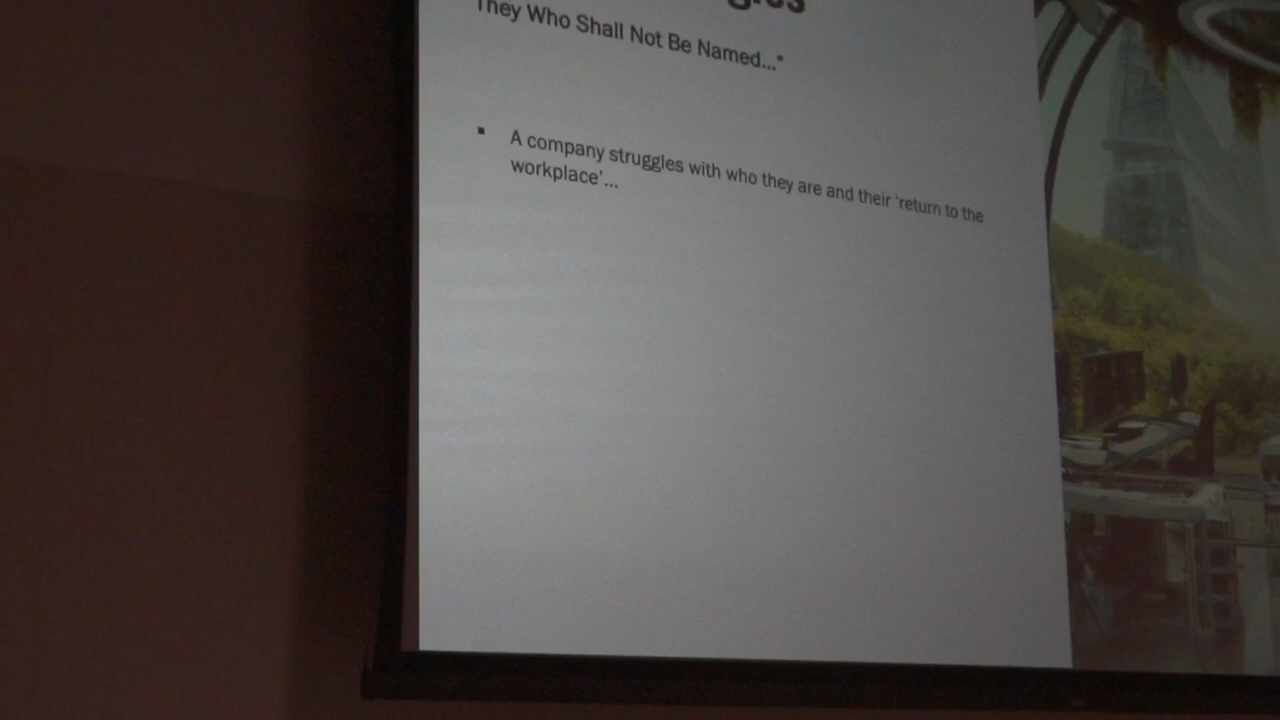 They Who Shall Not Be Named..."
▪ A company struggles with who they are and their 'return to the
workplace'...